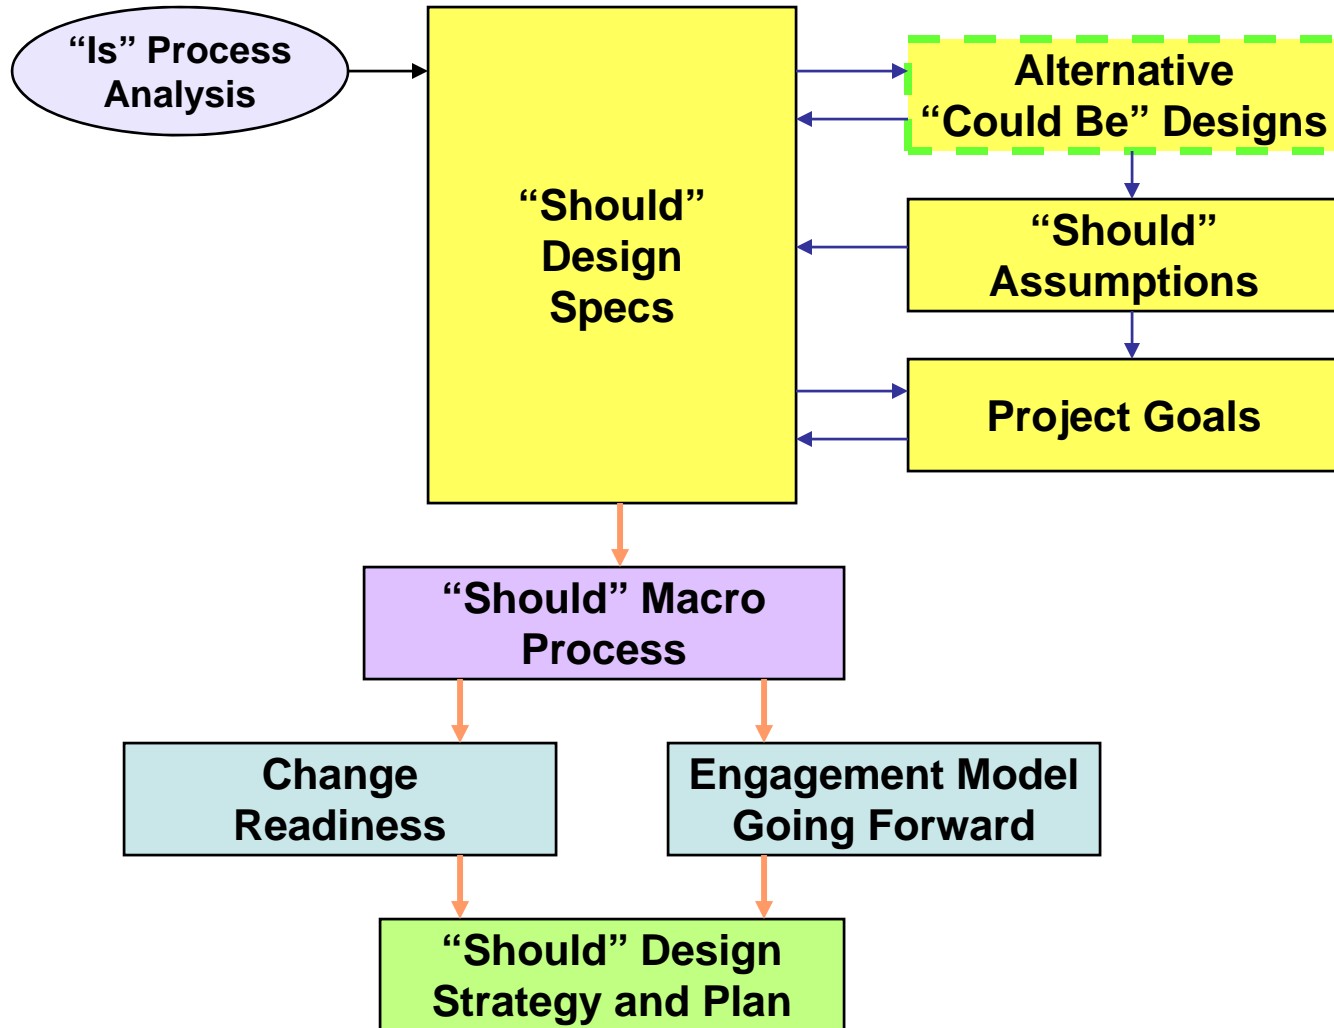 “Is” Process
Analysis
Alternative
“Could Be” Designs
“Should”
Design
Specs
“Should”
Assumptions
Project Goals
“Should” Macro
Process
Change
Readiness
Engagement Model
Going Forward
“Should” Design
Strategy and Plan